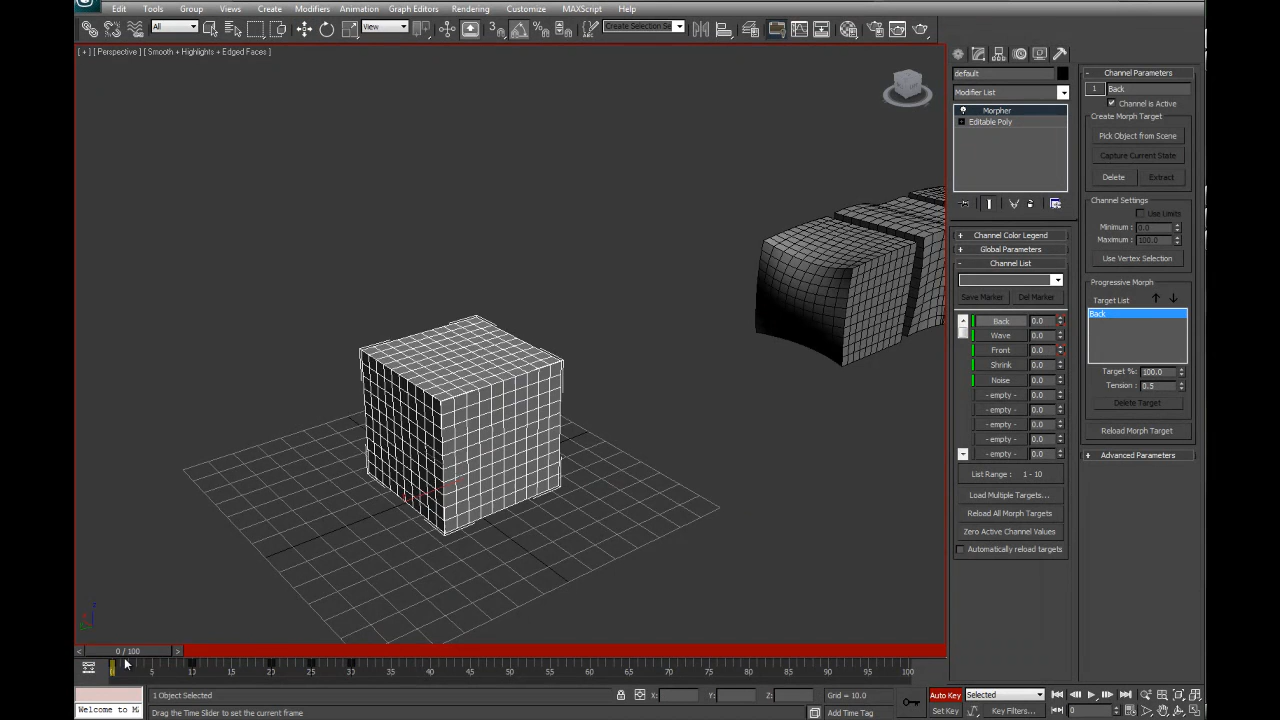 Edit Tools Group Views Create Modifiers Animation Graph Editors Rendering Customize MAXScript Help
All View Create Selection Se
[ + ] [ Perspective ] [ Smooth + Highlights + Edged Faces ]
default
Modifier List
Morpher
Editable Poly
Channel Color Legend
Global Parameters
Channel List
Save Marker Del Marker
Back 0.0
Wave 0.0
Front 0.0
Shrink 0.0
Noise 0.0
- empty - 0.0
- empty - 0.0
- empty - 0.0
- empty - 0.0
- empty - 0.0
List Range : 1 - 10
Load Multiple Targets...
Reload All Morph Targets
Zero Active Channel Values
Automatically reload targets
Channel Parameters
1 Back
Channel is Active
Create Morph Target
Pick Object from Scene
Capture Current State
Delete Extract
Channel Settings
Use Limits
Minimum : 0.0
Maximum : 100.0
Use Vertex Selection
Progressive Morph
Target List
Back
Target %: 100.0
Tension : 0.5
Delete Target
Reload Morph Target
Advanced Parameters
z
< 0 / 100 >
5 10 15 20 25 30 35 40 45 50 55 60 65 70 75 80 85 90 95 100
1 Object Selected X: Y: Z: Grid = 10.0 Auto Key Selected
Welcome to M Drag the Time Slider to set the current frame Add Time Tag Set Key Key Filters... 0